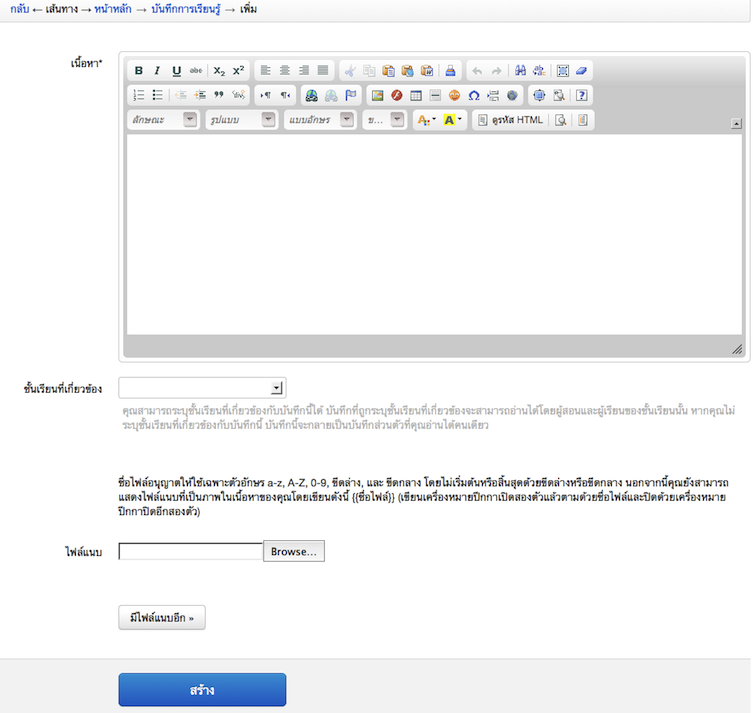 กลับ ← เส้นทาง → หน้าหลัก → บันทึกการเรียนรู้ → เพิ่ม
เนื้อหา*
B I U abc X₂ X²
ลักษณะ รูปแบบ แบบอักษร ข... A A ดูรหัส HTML
ชั้นเรียนที่เกี่ยวข้อง
คุณสามารถระบุชั้นเรียนที่เกี่ยวข้องกับบันทึกนี้ได้ บันทึกที่ถูกระบุชั้นเรียนที่เกี่ยวข้องจะสามารถอ่านได้โดยผู้สอนและผู้เรียนของชั้นเรียนนั้น หากคุณไม่
ระบุชั้นเรียนที่เกี่ยวข้องกับบันทึกนี้ บันทึกนี้จะกลายเป็นบันทึกส่วนตัวที่คุณอ่านได้คนเดียว
ชื่อไฟล์อนุญาตให้ใช้เฉพาะตัวอักษร a-z, A-Z, 0-9, ขีดล่าง, และ ขีดกลาง โดยไม่เริ่มต้นหรือสิ้นสุดด้วยขีดล่างหรือขีดกลาง นอกจากนี้คุณยังสามารถ
แสดงไฟล์แนบที่เป็นภาพในเนื้อหาของคุณโดยเขียนดังนี้ {{ชื่อไฟล์}} (เขียนเครื่องหมายปีกกาเปิดสองตัวแล้วตามด้วยชื่อไฟล์และปิดด้วยเครื่องหมาย
ปีกกาปิดอีกสองตัว)
ไฟล์แนบ Browse...
มีไฟล์แนบอีก »
สร้าง